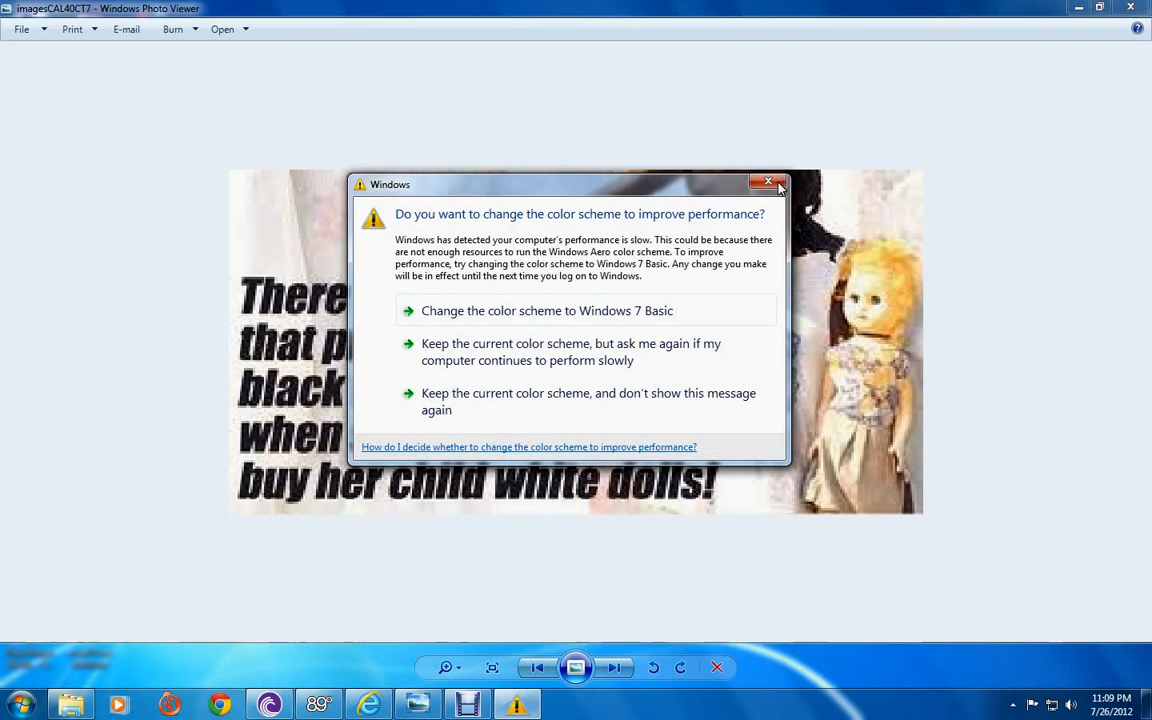 imagesCAL40CT7 - Windows Photo Viewer
File Print E-mail Burn Open
Windows
Do you want to change the color scheme to improve performance?
Windows has detected your computer's performance is slow. This could be because there
are not enough resources to run the Windows Aero color scheme. To improve
performance, try changing the color scheme to Windows 7 Basic. Any change you make
will be in effect until the next time you log on to Windows.
Change the color scheme to Windows 7 Basic
Keep the current color scheme, but ask me again if my
computer continues to perform slowly
Keep the current color scheme, and don't show this message
again
How do I decide whether to change the color scheme to improve performance?
There
that
black
when
buy her child white dolls!
89°
11:09 PM
7/26/2012